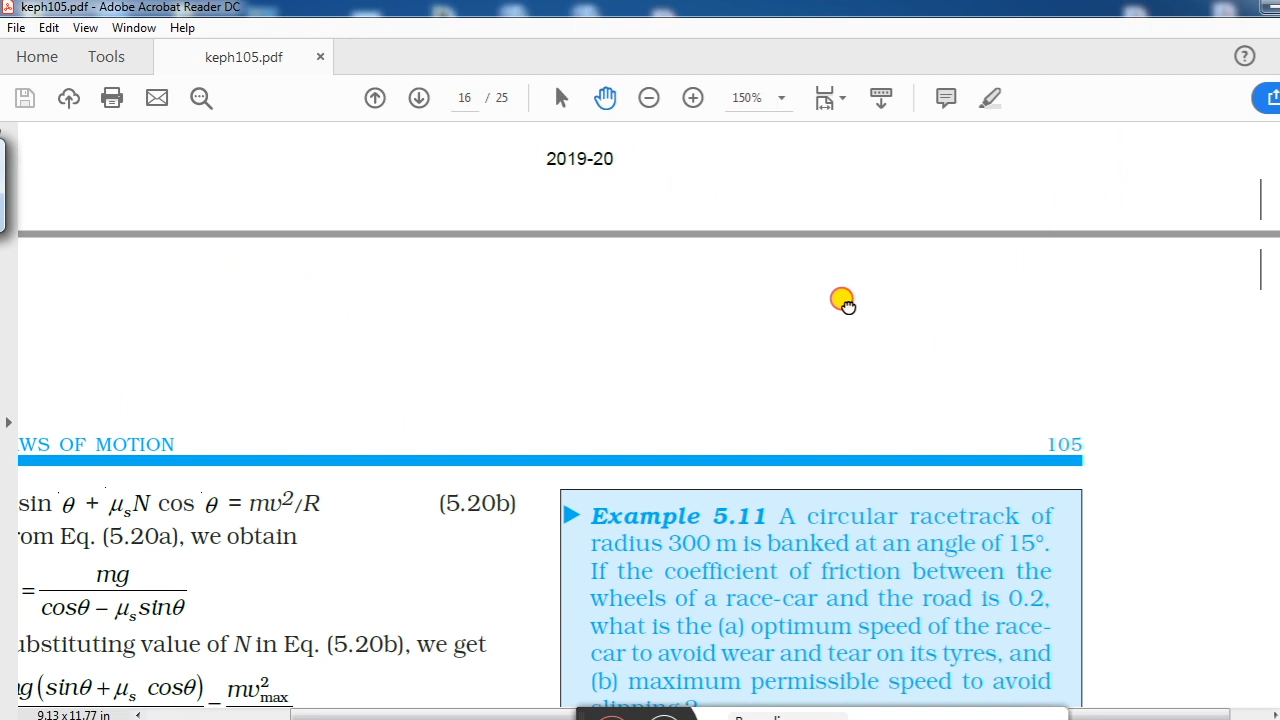 keph105.pdf - Adobe Acrobat Reader DC
File Edit View Window Help
Home Tools keph105.pdf ×
16 / 25 150%
2019-20
WS OF MOTION 105
sin θ + μsN cos θ = mv²/R (5.20b)
rom Eq. (5.20a), we obtain
= mg
cosθ – μssinθ
ubstituting value of N in Eq. (5.20b), we get
g(sinθ + μs cosθ) = mv²max
Example 5.11 A circular racetrack of
radius 300 m is banked at an angle of 15°.
If the coefficient of friction between the
wheels of a race-car and the road is 0.2,
what is the (a) optimum speed of the race-
car to avoid wear and tear on its tyres, and
(b) maximum permissible speed to avoid
slipping ?
9.13 x 11.77 in